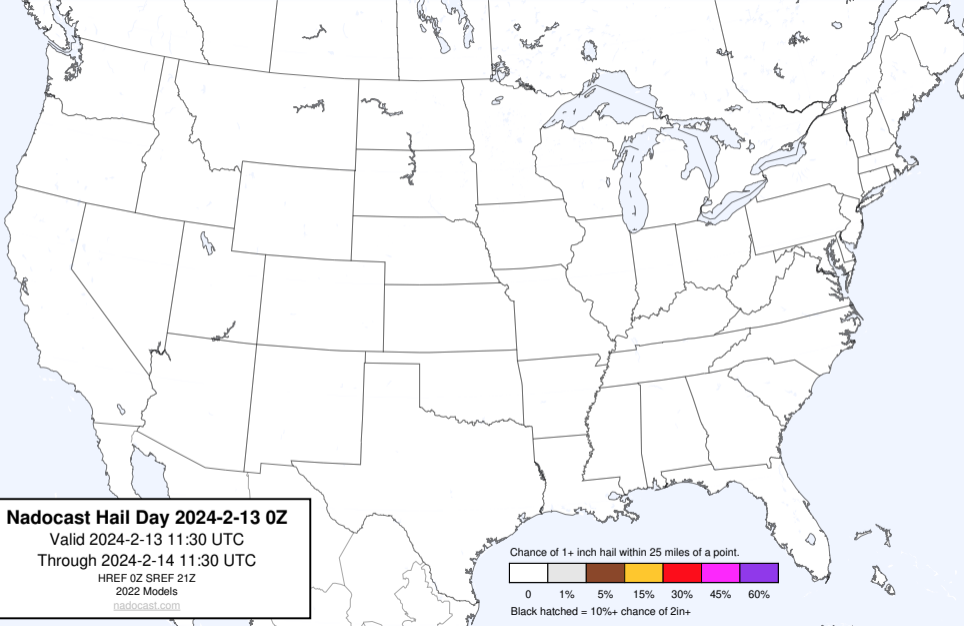 Nadocast Hail Day 2024-2-13 0Z
Valid 2024-2-13 11:30 UTC
Through 2024-2-14 11:30 UTC
HREF 0Z SREF 21Z
2022 Models
nadocast.com
Chance of 1+ inch hail within 25 miles of a point.
0 1% 5% 15% 30% 45% 60%
Black hatched = 10%+ chance of 2in+